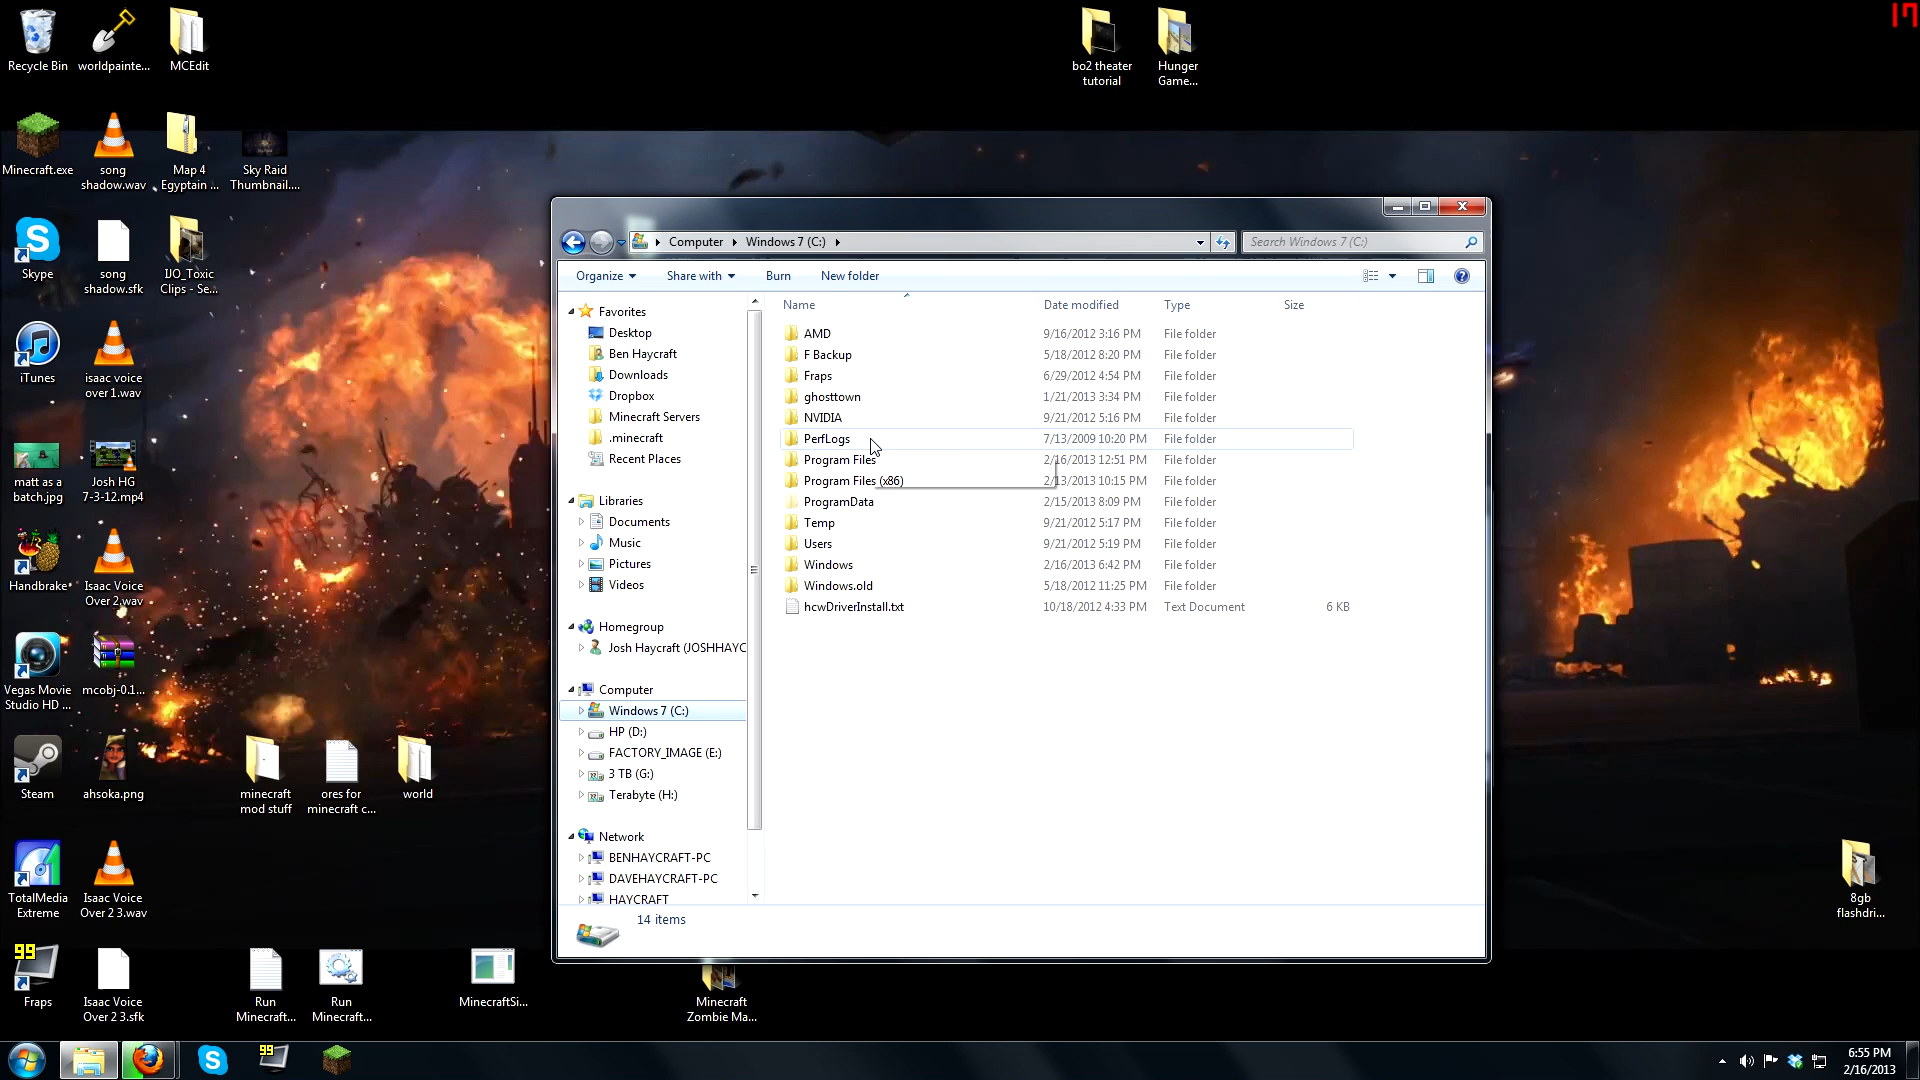 Recycle Bin
worldpainte...
MCEdit
bo2 theater
tutorial
Hunger
Game...
17
Minecraft.exe
song
shadow.wav
Map 4
Egyptain ...
Sky Raid
Thumbnail....
Skype
song
shadow.sfk
IJO_Toxic
Clips - Se...
iTunes
isaac voice
over 1.wav
matt as a
batch.jpg
Josh HG
7-3-12.mp4
Handbrake
Isaac Voice
Over 2.wav
Vegas Movie
Studio HD ...
mcobj-0.1...
Steam
ahsoka.png
minecraft
mod stuff
ores for
minecraft c...
world
TotalMedia
Extreme
Isaac Voice
Over 2 3.wav
99
Fraps
Isaac Voice
Over 2 3.sfk
Run
Minecraft...
Run
Minecraft...
MinecraftSi...
Minecraft
Zombie Ma...
8gb
flashdri...
Computer Windows 7 (C:)
Search Windows 7 (C:)
Organize Share with Burn New folder
Favorites
Desktop
Ben Haycraft
Downloads
Dropbox
Minecraft Servers
.minecraft
Recent Places
Libraries
Documents
Music
Pictures
Videos
Homegroup
Josh Haycraft (JOSHHAYC
Computer
Windows 7 (C:)
HP (D:)
FACTORY_IMAGE (E:)
3 TB (G:)
Terabyte (H:)
Network
BENHAYCRAFT-PC
DAVEHAYCRAFT-PC
HAYCRAFT
Name Date modified Type Size
AMD 9/16/2012 3:16 PM File folder
F Backup 5/18/2012 8:20 PM File folder
Fraps 6/29/2012 4:54 PM File folder
ghosttown 1/21/2013 3:34 PM File folder
NVIDIA 9/21/2012 5:16 PM File folder
PerfLogs 7/13/2009 10:20 PM File folder
Program Files 2/16/2013 12:51 PM File folder
Program Files (x86) 2/13/2013 10:15 PM File folder
ProgramData 2/15/2013 8:09 PM File folder
Temp 9/21/2012 5:17 PM File folder
Users 9/21/2012 5:19 PM File folder
Windows 2/16/2013 6:42 PM File folder
Windows.old 5/18/2012 11:25 PM File folder
hcwDriverInstall.txt 10/18/2012 4:33 PM Text Document 6 KB
14 items
99
6:55 PM
2/16/2013